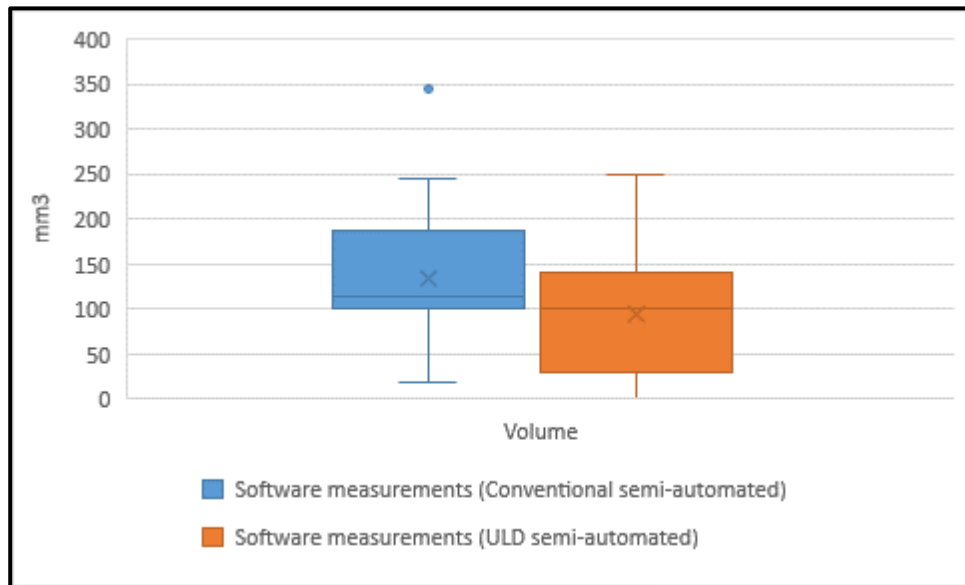 400
350
300
250
200
150
100
50
0
mm3
Volume
Software measurements (Conventional semi-automated)
Software measurements (ULD semi-automated)